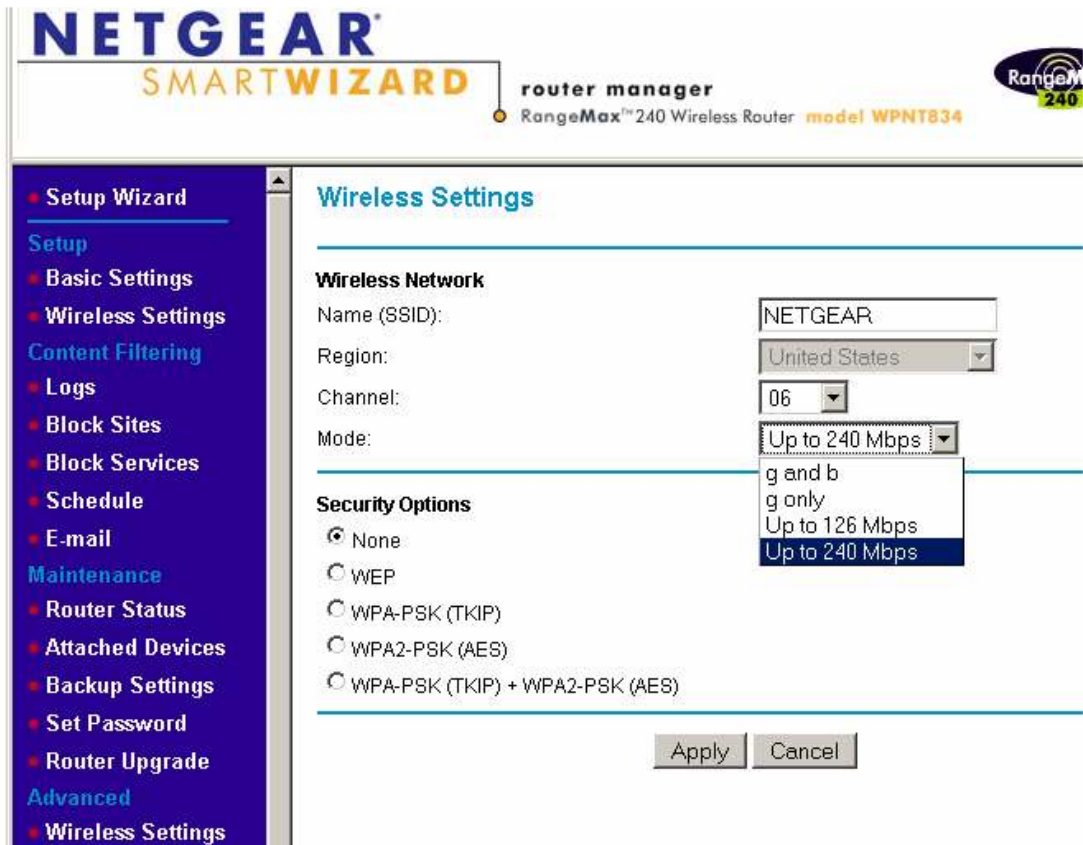 NETGEAR®
SMARTWIZARD
router manager
RangeMax™ 240 Wireless Router model WPNT834
RangeM
240
Setup Wizard
Setup
Basic Settings
Wireless Settings
Content Filtering
Logs
Block Sites
Block Services
Schedule
E-mail
Maintenance
Router Status
Attached Devices
Backup Settings
Set Password
Router Upgrade
Advanced
Wireless Settings
Wireless Settings
Wireless Network
Name (SSID): NETGEAR
Region: United States
Channel: 06
Mode: Up to 240 Mbps
g and b
g only
Up to 126 Mbps
Up to 240 Mbps
Security Options
None
WEP
WPA-PSK (TKIP)
WPA2-PSK (AES)
WPA-PSK (TKIP) + WPA2-PSK (AES)
Apply Cancel